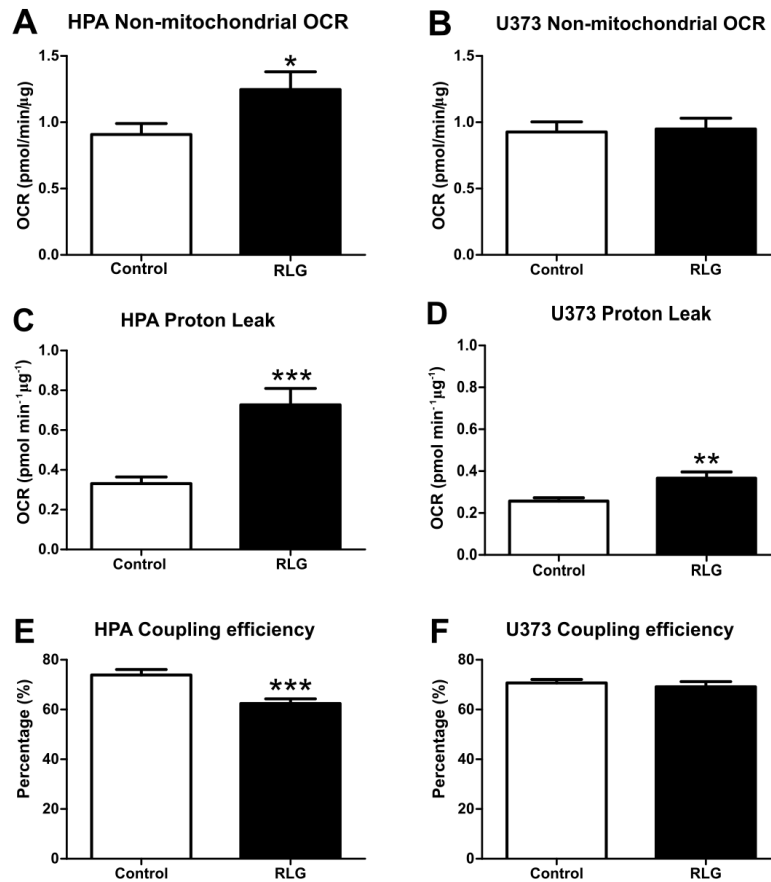 A HPA Non-mitochondrial OCR
OCR (pmol/min/µg)
1.5
1.0
0.5
0.0
*
Control RLG
B U373 Non-mitochondrial OCR
OCR (pmol/min/µg)
1.5
1.0
0.5
0.0
Control RLG
C HPA Proton Leak
OCR (pmol min⁻¹µg⁻¹)
1.0
0.8
0.6
0.4
0.2
0.0
***
Control RLG
D U373 Proton Leak
OCR (pmol min⁻¹µg⁻¹)
1.0
0.8
0.6
0.4
0.2
0.0
**
Control RLG
E HPA Coupling efficiency
Percentage (%)
80
60
40
20
0
***
Control RLG
F U373 Coupling efficiency
Percentage (%)
80
60
40
20
0
Control RLG